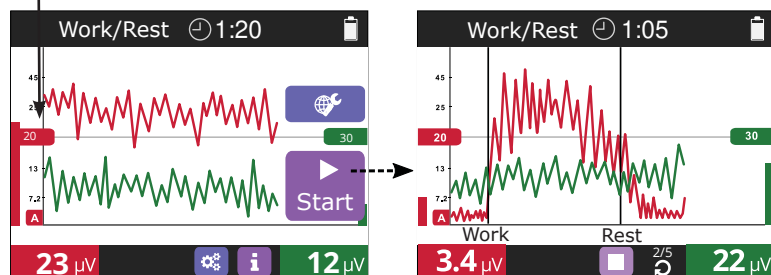 Work/Rest 1:20
45
25
20
30
13
7,2
A
Start
23 µV
i
12 µV
Work/Rest 1:05
45
25
20
30
13
7,2
A
Work
Rest
3.4 µV
2/5
22 µV